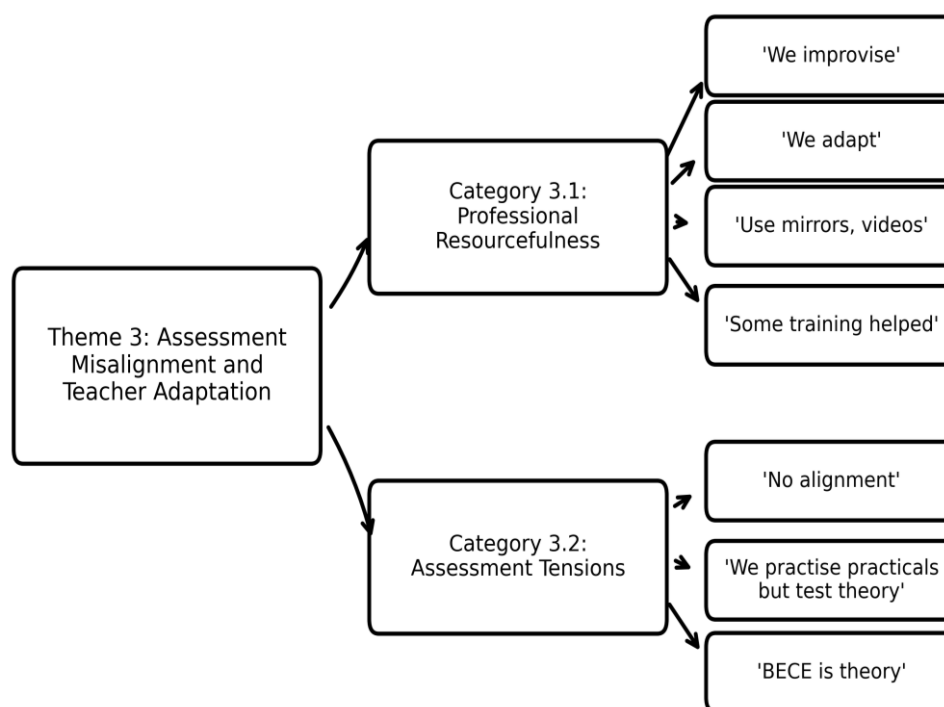 Theme 3: Assessment
Misalignment and
Teacher Adaptation
Category 3.1:
Professional
Resourcefulness
'We improvise'
'We adapt'
'Use mirrors, videos'
'Some training helped'
Category 3.2:
Assessment Tensions
'No alignment'
'We practise practicals
but test theory'
'BECE is theory'